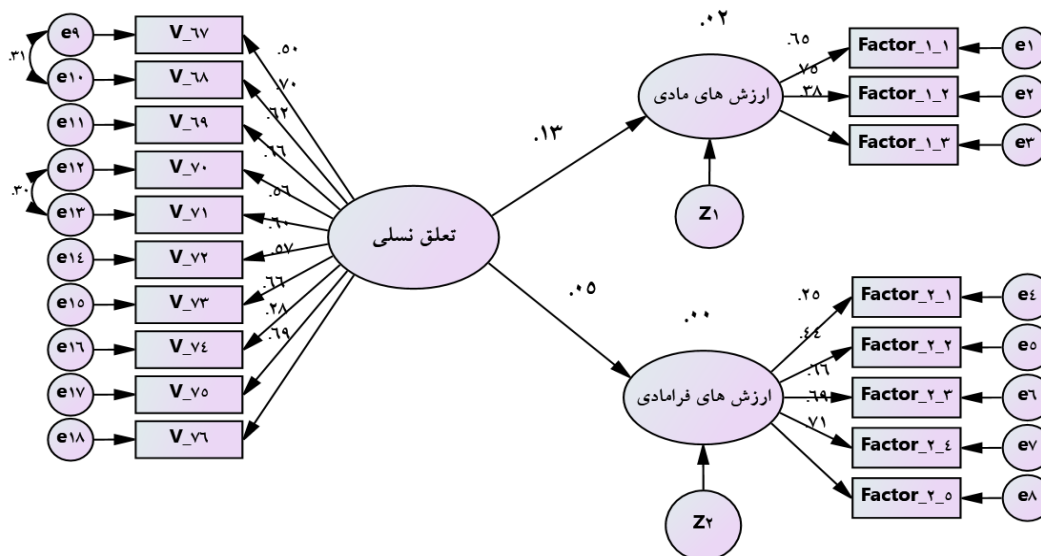 e۹
V_۶۷
.۳۱
e۱۰
V_۶۸
e۱۱
V_۶۹
e۱۲
V_۷۰
.۳۰
e۱۳
V_۷۱
e۱۴
V_۷۲
e۱۵
V_۷۳
e۱۶
V_۷۴
e۱۷
V_۷۵
e۱۸
V_۷۶
.۵۰
.۷۰
.۶۲
.۶۶
.۵۶
.۶۰
.۵۷
.۶۶
.۲۸
.۶۹
تعلق نسلی
.۱۳
.۰۵
.۰۲
ارزش های مادی
Z۱
.۶۵
.۷۵
.۳۸
Factor_۱_۱
e۱
Factor_۱_۲
e۲
Factor_۱_۳
e۳
.۰۰
ارزش های فرامادی
Z۲
.۲۵
.۴۴
.۶۶
.۶۹
.۷۱
Factor_۲_۱
e۴
Factor_۲_۲
e۵
Factor_۲_۳
e۶
Factor_۲_۴
e۷
Factor_۲_۵
e۸